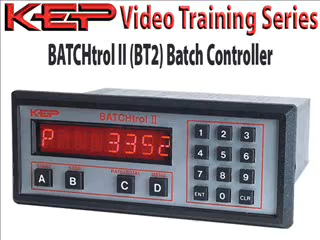 KEP Video Training Series
BATCHtrol II (BT2) Batch Controller
KEP
BATCHtrol II
P 3352
1 2 3
4 5 6
7 8 9
ENT 0 CLR
A B C D